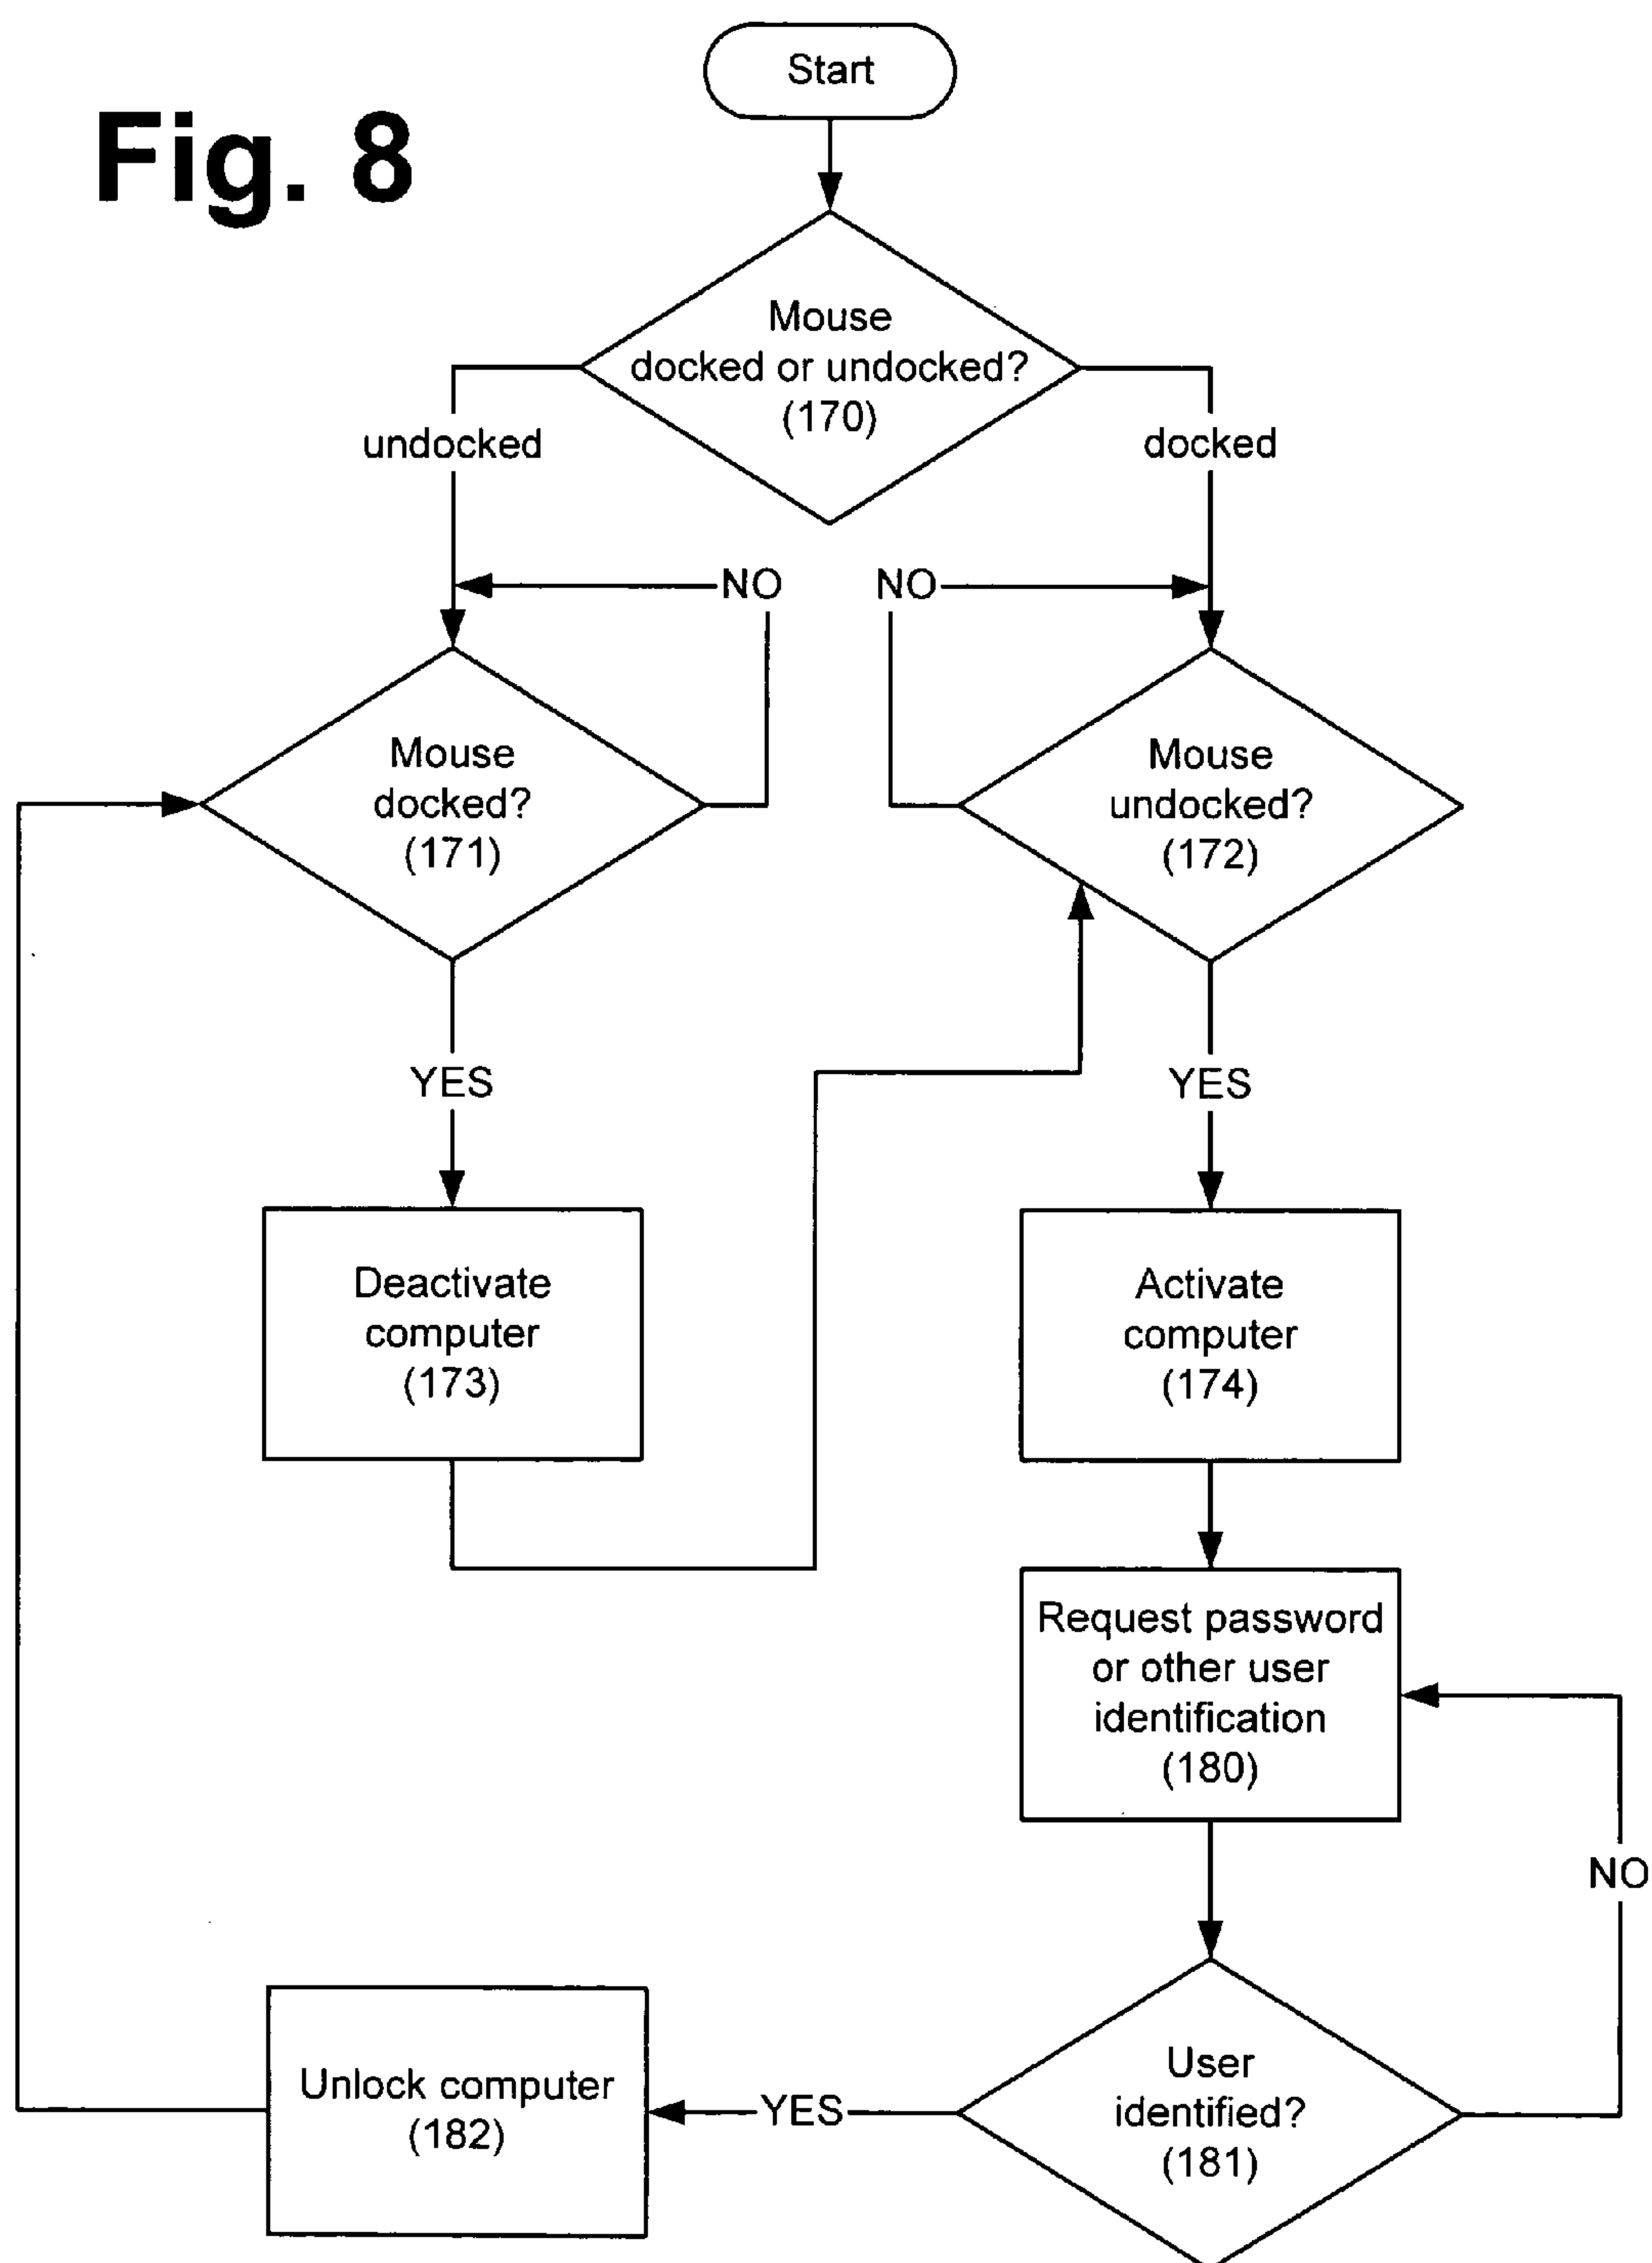 Start
Fig. 8
Mouse
docked or undocked?
(170)
undocked
docked
NO
NO
Mouse
docked?
(171)
Mouse
undocked?
(172)
YES
YES
Deactivate
computer
(173)
Activate
computer
(174)
Request password
or other user
identification
(180)
NO
Unlock computer
(182)
YES
User
identified?
(181)